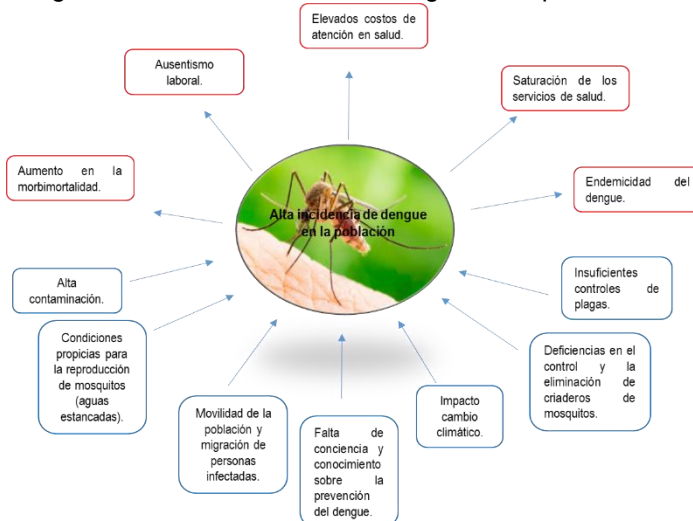 Elevados costos de
atención en salud.
Ausentismo
laboral.
Saturación de los
servicios de salud.
Aumento en la
morbimortalidad.
Endemicidad del
dengue.
Alta incidencia de dengue
en la población
Alta
contaminación.
Insuficientes
controles de
plagas.
Condiciones
propicias para
la reproducción
de mosquitos
(aguas
estancadas).
Deficiencias en el
control y la
eliminación de
criaderos de
mosquitos.
Movilidad de la
población y
migración de
personas
infectadas.
Falta de
conciencia y
conocimiento
sobre la
prevención
del dengue.
Impacto
cambio
climático.